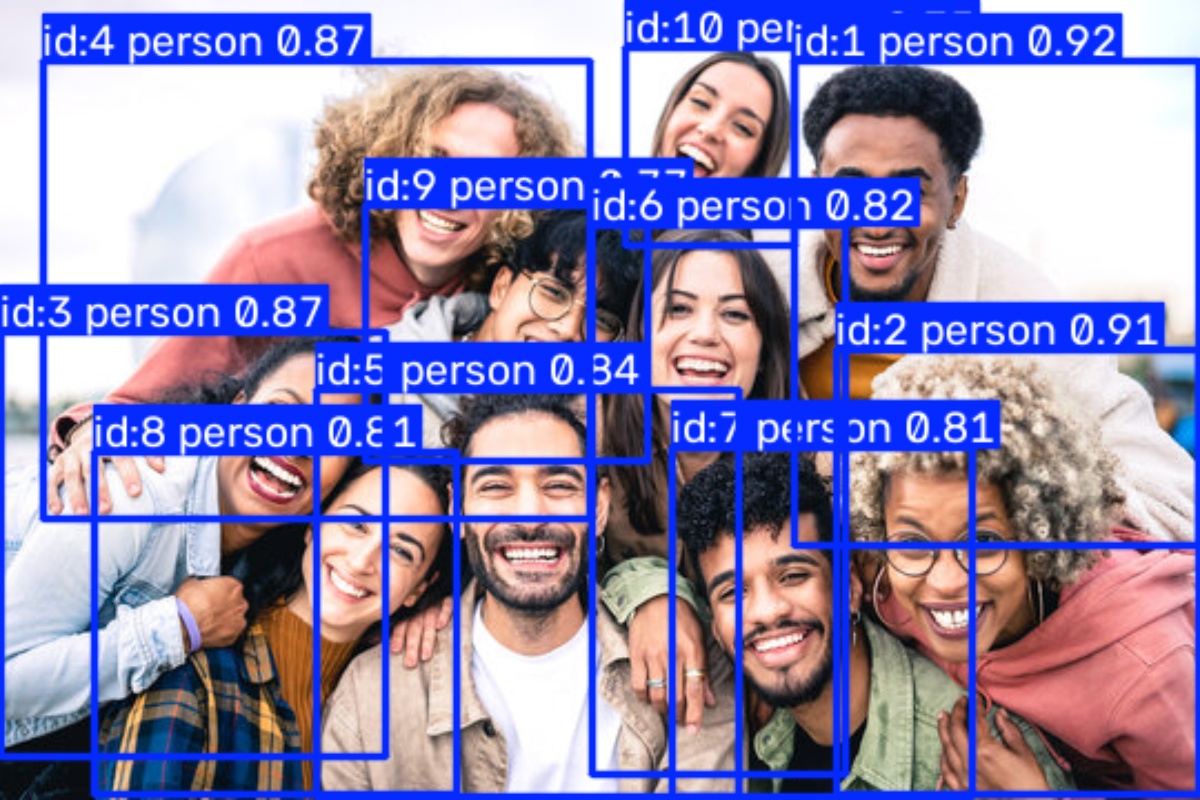 id:4 person 0.87
id:10 per
id:1 person 0.92
id:9 person
id:6 person 0.82
id:3 person 0.87
id:2 person 0.91
id:5 person 0.84
id:8 person 0.81
id:7 person 0.81